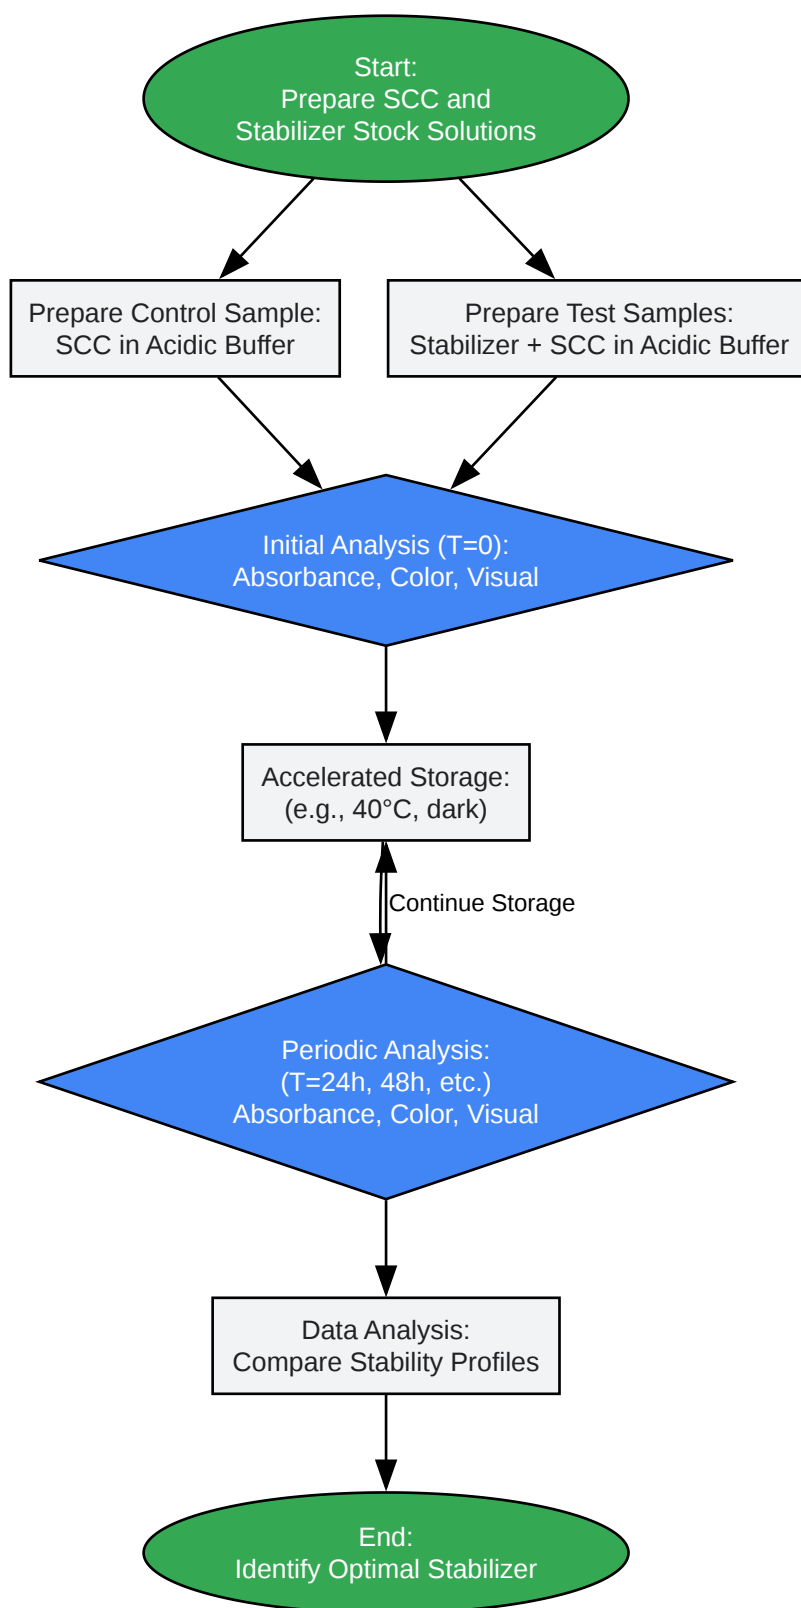 Start:
Prepare SCC and
Stabilizer Stock Solutions
Prepare Control Sample:
SCC in Acidic Buffer
Prepare Test Samples:
Stabilizer + SCC in Acidic Buffer
Initial Analysis (T=0):
Absorbance, Color, Visual
Accelerated Storage:
(e.g., 40°C, dark)
Continue Storage
Periodic Analysis:
(T=24h, 48h, etc.)
Absorbance, Color, Visual
Data Analysis:
Compare Stability Profiles
End:
Identify Optimal Stabilizer